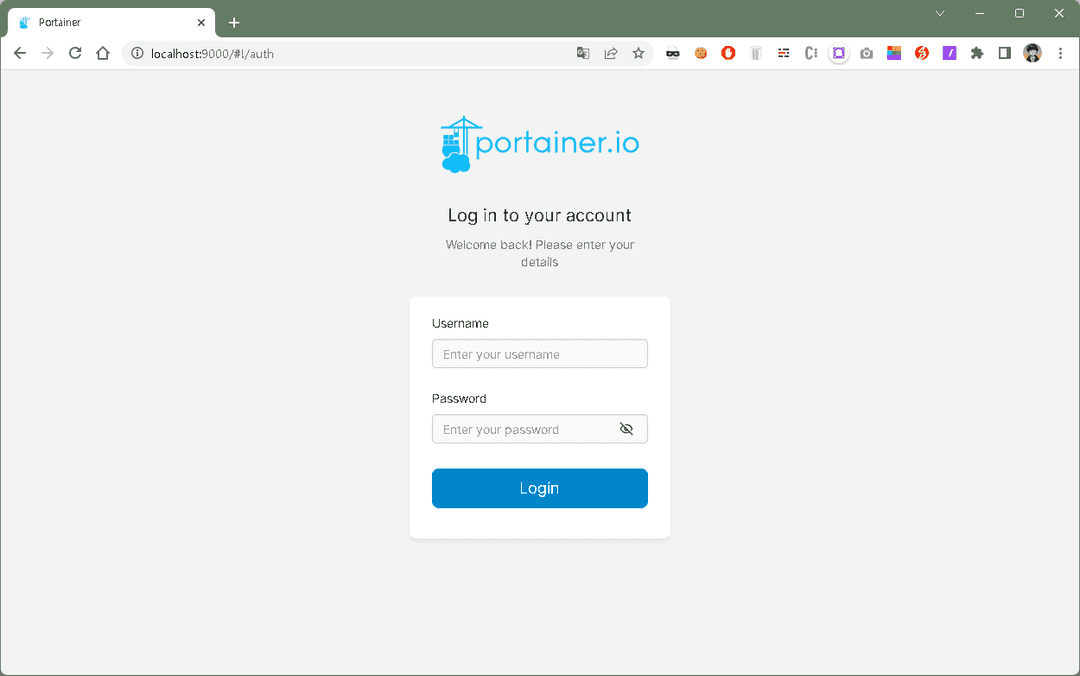 Portainer
localhost:9000/#!/auth
portainer.io
Log in to your account
Welcome back! Please enter your
details
Username
Enter your username
Password
Enter your password
Login